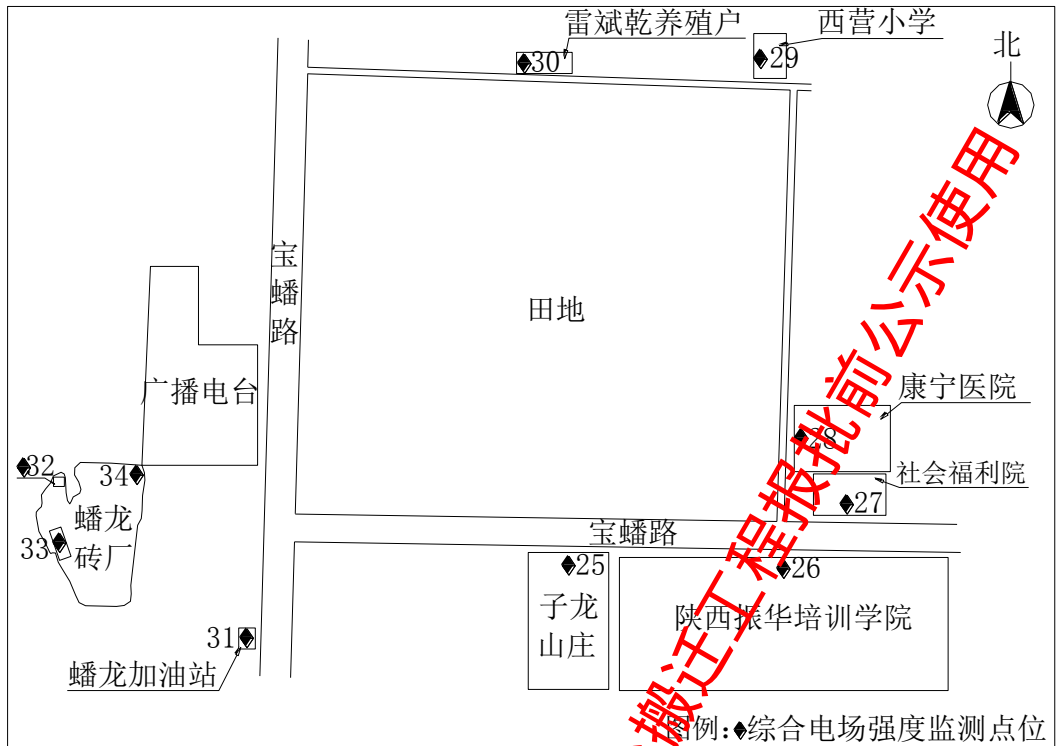 雷斌乾养殖户
西营小学
30
29
北
宝蟠路
田地
广播电台
康宁医院
28
32
34
社会福利院
蟠龙
砖厂
27
33
宝蟠路
25
26
子龙
山庄
陕西振华培训学院
31
蟠龙加油站
搬迁工程报批前公示使用
图例:综合电场强度监测点位